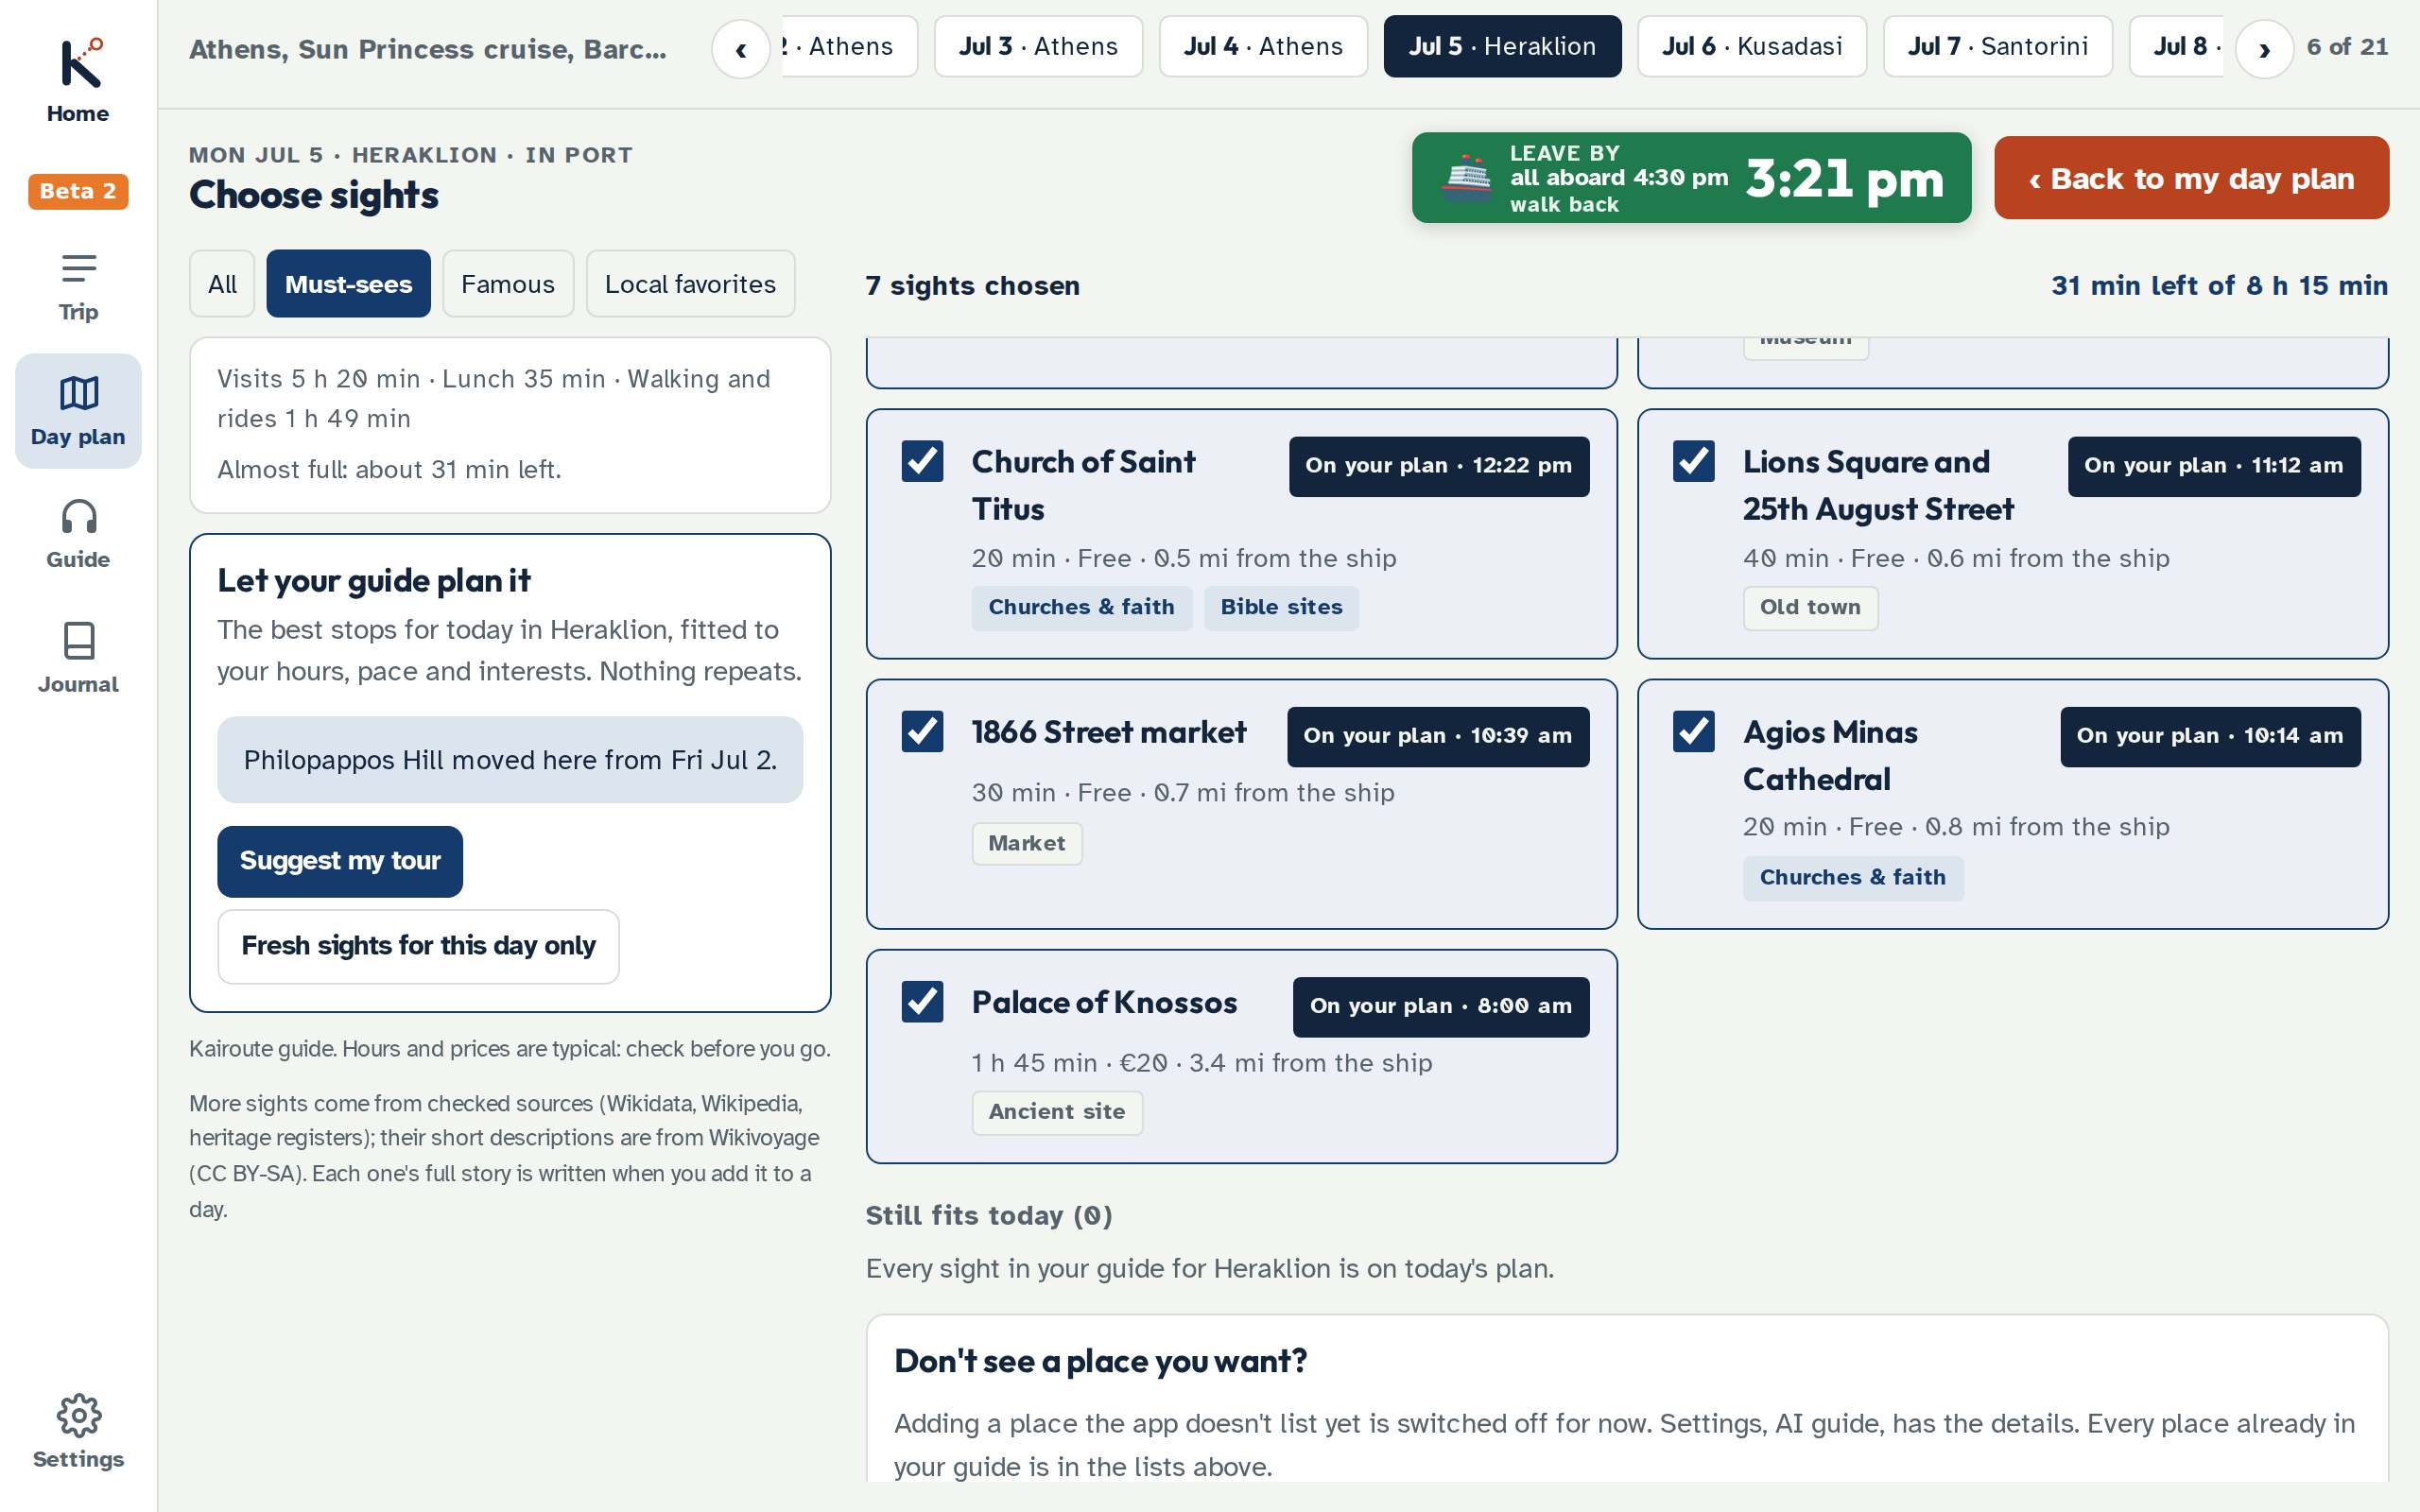 Athens, Sun Princess cruise, Barc...
‹
2 · Athens
Jul 3 · Athens
Jul 4 · Athens
Jul 5 · Heraklion
Jul 6 · Kusadasi
Jul 7 · Santorini
Jul 8 ·
›
6 of 21
Home
Beta 2
Trip
Day plan
Guide
Journal
Settings
MON JUL 5 · HERAKLION · IN PORT
Choose sights
LEAVE BY
all aboard 4:30 pm
walk back
3:21 pm
‹ Back to my day plan
All
Must-sees
Famous
Local favorites
Visits 5 h 20 min · Lunch 35 min · Walking and
rides 1 h 49 min
Almost full: about 31 min left.
Let your guide plan it
The best stops for today in Heraklion, fitted to
your hours, pace and interests. Nothing repeats.
Philopappos Hill moved here from Fri Jul 2.
Suggest my tour
Fresh sights for this day only
Kairoute guide. Hours and prices are typical: check before you go.
More sights come from checked sources (Wikidata, Wikipedia,
heritage registers); their short descriptions are from Wikivoyage
(CC BY-SA). Each one's full story is written when you add it to a
day.
7 sights chosen
31 min left of 8 h 15 min
Museum
Church of Saint
Titus
On your plan · 12:22 pm
20 min · Free · 0.5 mi from the ship
Churches & faith
Bible sites
Lions Square and
25th August Street
On your plan · 11:12 am
40 min · Free · 0.6 mi from the ship
Old town
1866 Street market
On your plan · 10:39 am
30 min · Free · 0.7 mi from the ship
Market
Agios Minas
Cathedral
On your plan · 10:14 am
20 min · Free · 0.8 mi from the ship
Churches & faith
Palace of Knossos
On your plan · 8:00 am
1 h 45 min · €20 · 3.4 mi from the ship
Ancient site
Still fits today (0)
Every sight in your guide for Heraklion is on today's plan.
Don't see a place you want?
Adding a place the app doesn't list yet is switched off for now. Settings, AI guide, has the details. Every place already in
your guide is in the lists above.